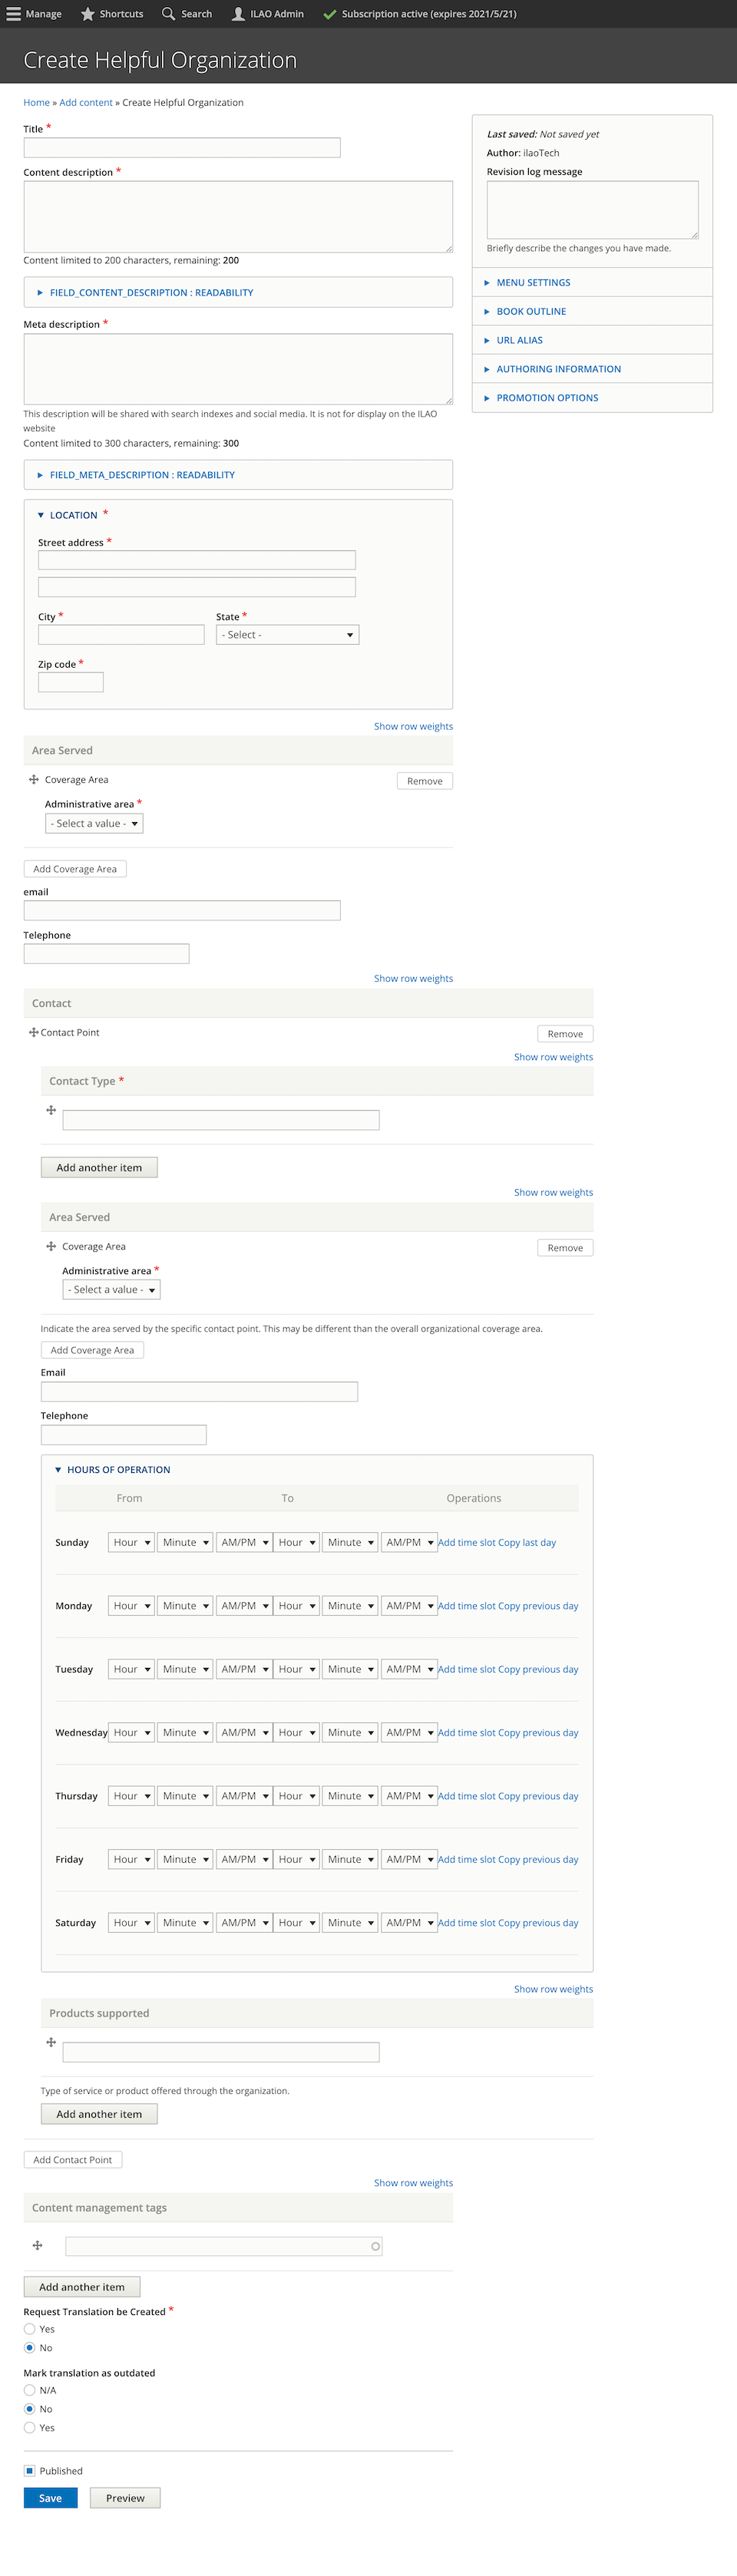 Manage Shortcuts Search ILAO Admin Subscription active (expires 2021/5/21)
Create Helpful Organization
Home » Add content » Create Helpful Organization
Title *
Content description *
Content limited to 200 characters, remaining: 200
FIELD_CONTENT_DESCRIPTION : READABILITY
Meta description *
This description will be shared with search indexes and social media. It is not for display on the ILAO
website
Content limited to 300 characters, remaining: 300
FIELD_META_DESCRIPTION : READABILITY
LOCATION *
Street address *
City * State *
- Select -
Zip code *
Last saved: Not saved yet
Author: ilaoTech
Revision log message
Briefly describe the changes you have made.
MENU SETTINGS
BOOK OUTLINE
URL ALIAS
AUTHORING INFORMATION
PROMOTION OPTIONS
Show row weights
Area Served
Coverage Area Remove
Administrative area *
- Select a value -
Add Coverage Area
email
Telephone
Show row weights
Contact
Contact Point Remove
Show row weights
Contact Type *
Add another item
Show row weights
Area Served
Coverage Area Remove
Administrative area *
- Select a value -
Indicate the area served by the specific contact point. This may be different than the overall organizational coverage area.
Add Coverage Area
Email
Telephone
HOURS OF OPERATION
From To Operations
Sunday Hour Minute AM/PM Hour Minute AM/PM Add time slot Copy last day
Monday Hour Minute AM/PM Hour Minute AM/PM Add time slot Copy previous day
Tuesday Hour Minute AM/PM Hour Minute AM/PM Add time slot Copy previous day
Wednesday Hour Minute AM/PM Hour Minute AM/PM Add time slot Copy previous day
Thursday Hour Minute AM/PM Hour Minute AM/PM Add time slot Copy previous day
Friday Hour Minute AM/PM Hour Minute AM/PM Add time slot Copy previous day
Saturday Hour Minute AM/PM Hour Minute AM/PM Add time slot Copy previous day
Show row weights
Products supported
Type of service or product offered through the organization.
Add another item
Add Contact Point
Show row weights
Content management tags
Add another item
Request Translation be Created *
Yes
No
Mark translation as outdated
N/A
No
Yes
Published
Save Preview